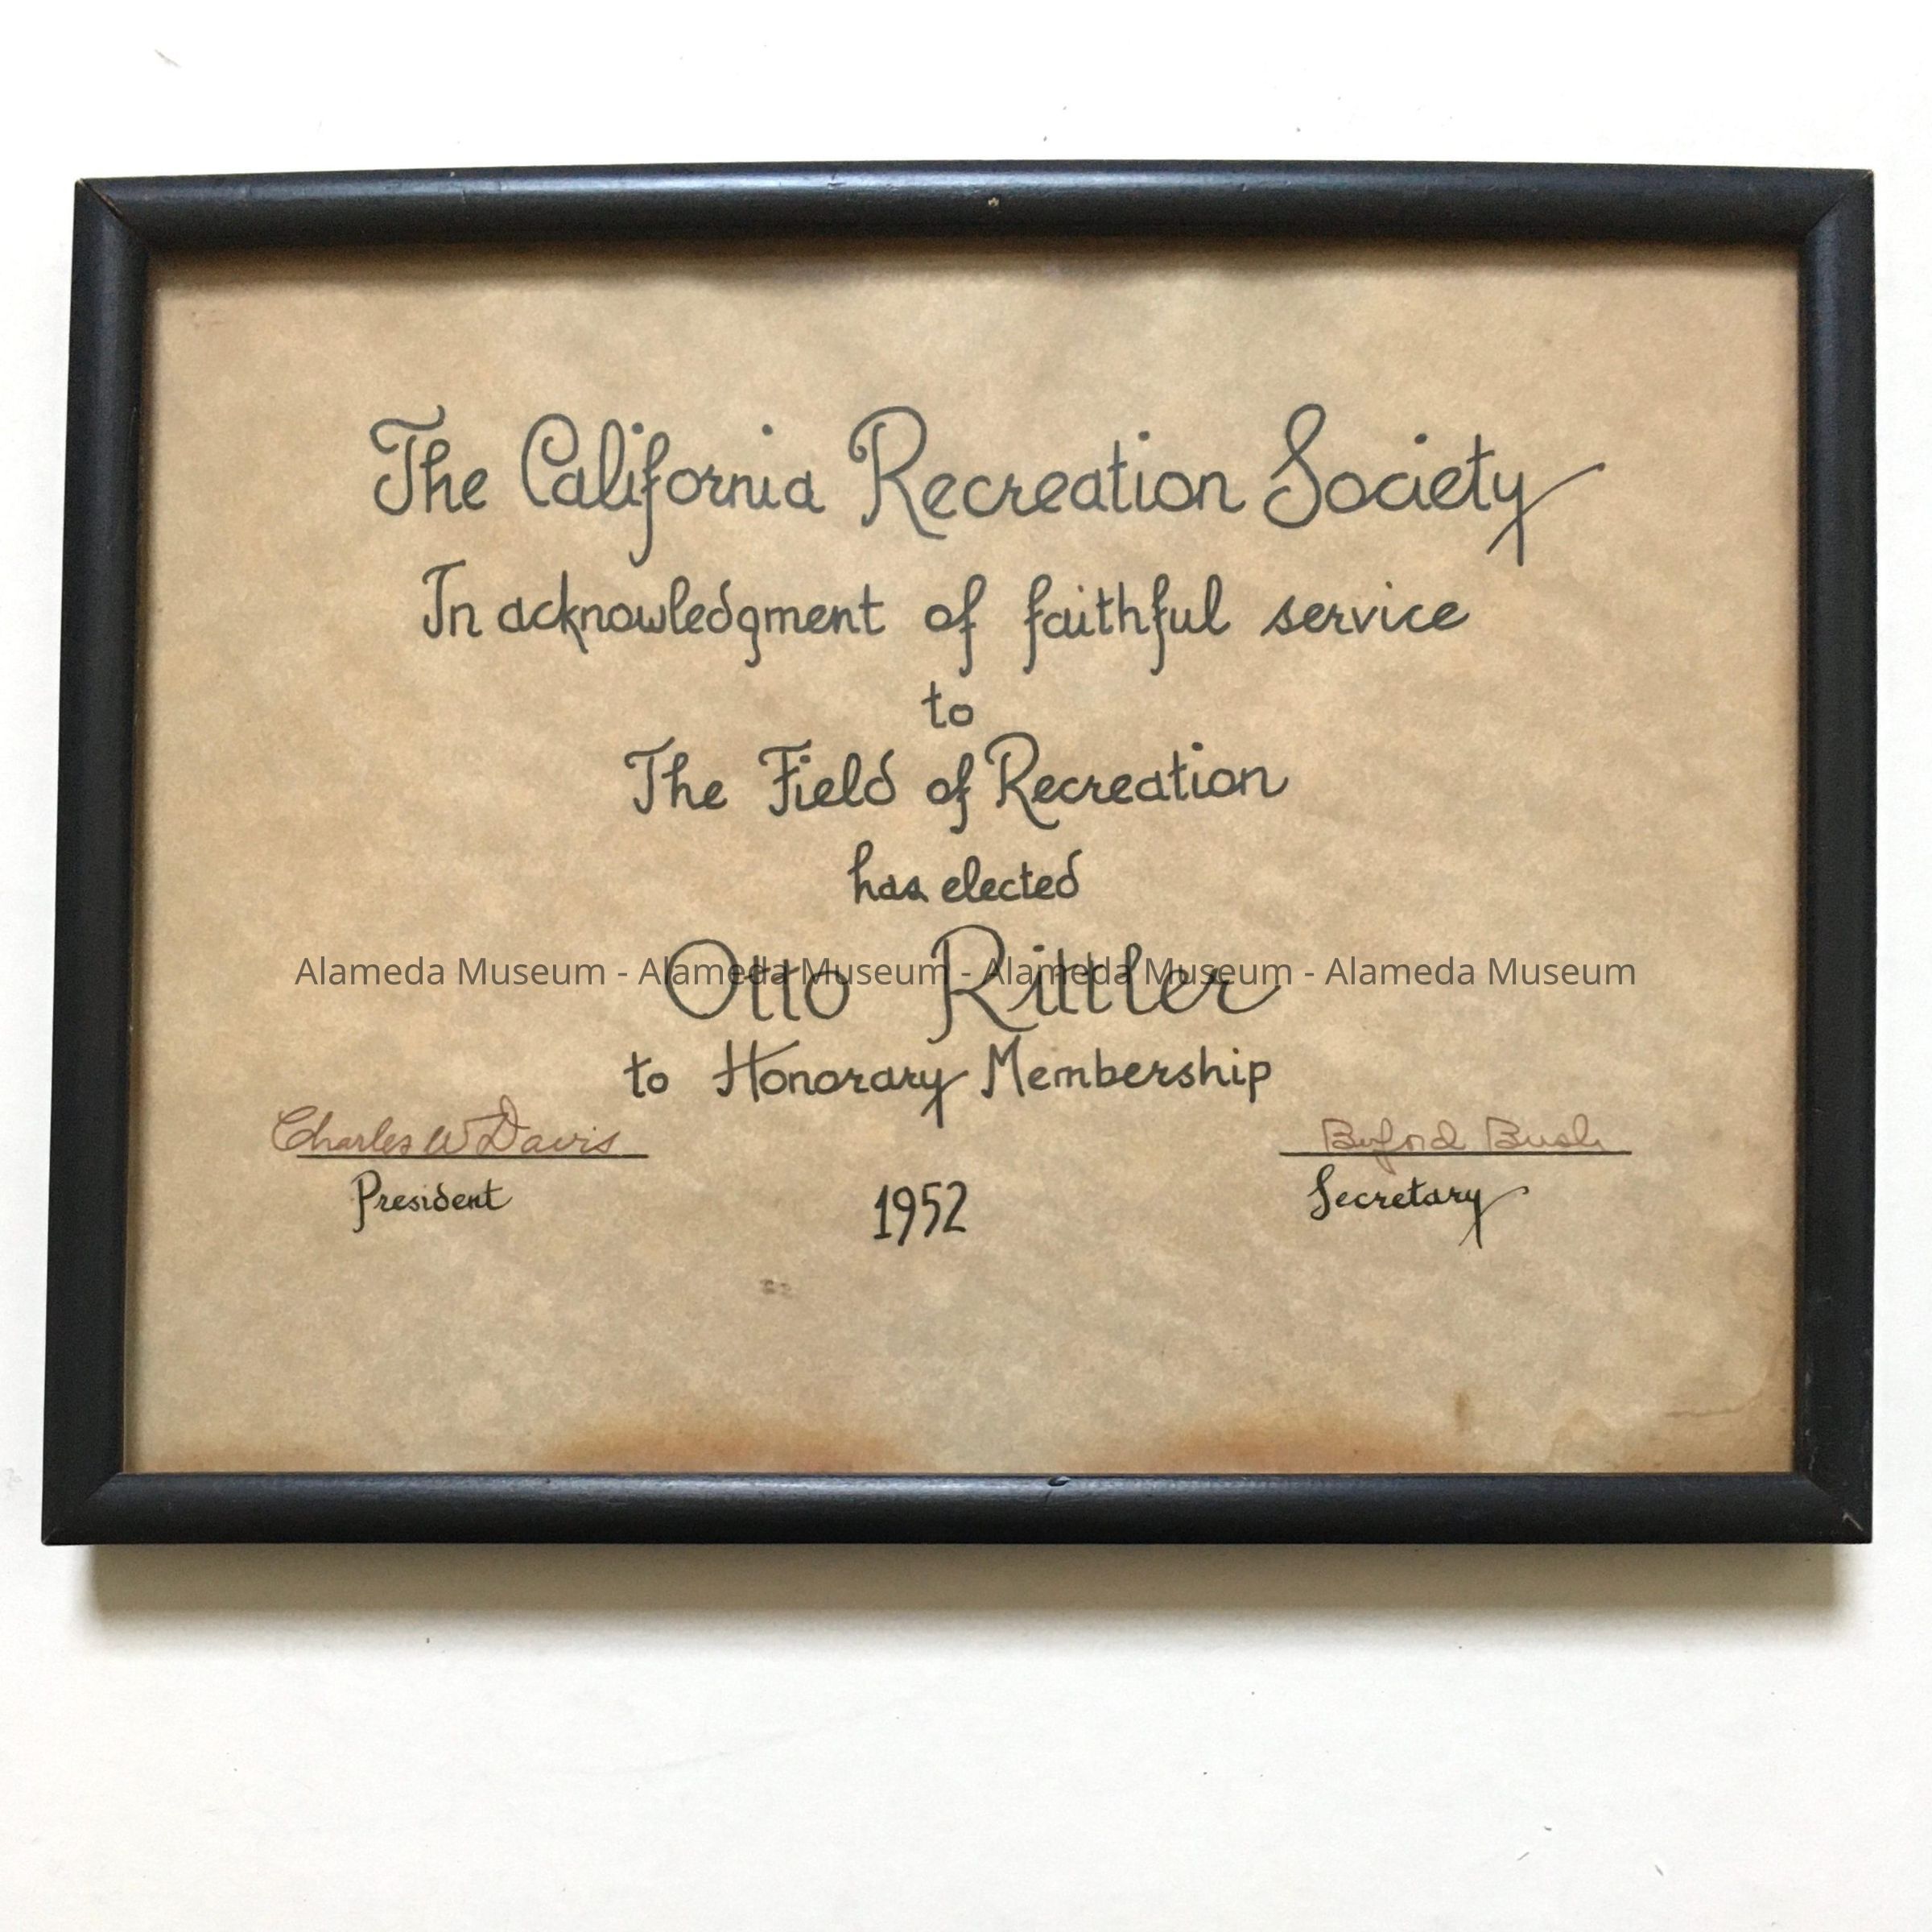 The California Recreation Society
In acknowledgment of faithful service
to
The Field of Recreation
has elected
Otto Rittler
Alameda Museum - Alameda Museum - Alameda Museum - Alameda Museum
to Honorary Membership
Charles W Davis
Buford Bush
President
1952
Secretary